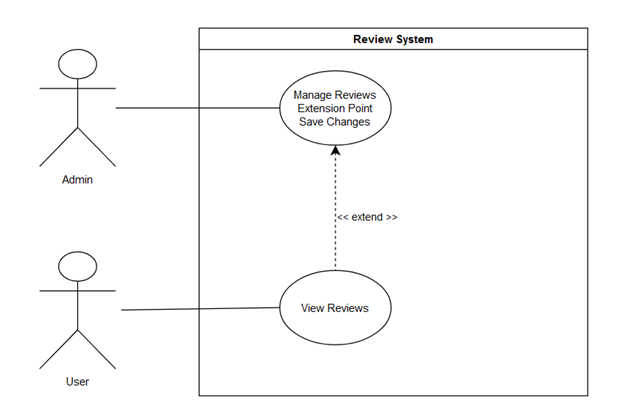 Review System
Manage Reviews
Extension Point
Save Changes
Admin
<< extend >>
View Reviews
User